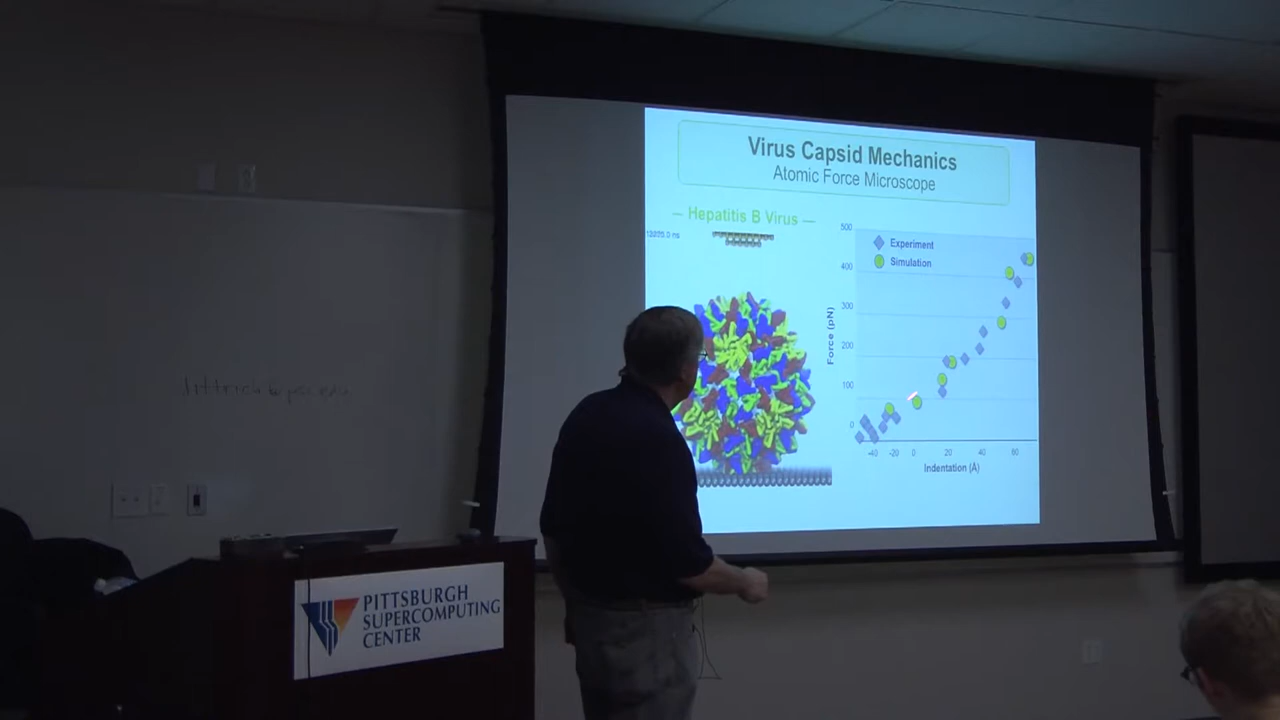 Virus Capsid Mechanics
Atomic Force Microscope
— Hepatitis B Virus —
Experiment
Simulation
500
400
300
200
100
0
Force (pN)
-40 -20 0 20 40 60
Indentation (Å)
PITTSBURGH
SUPERCOMPUTING
CENTER